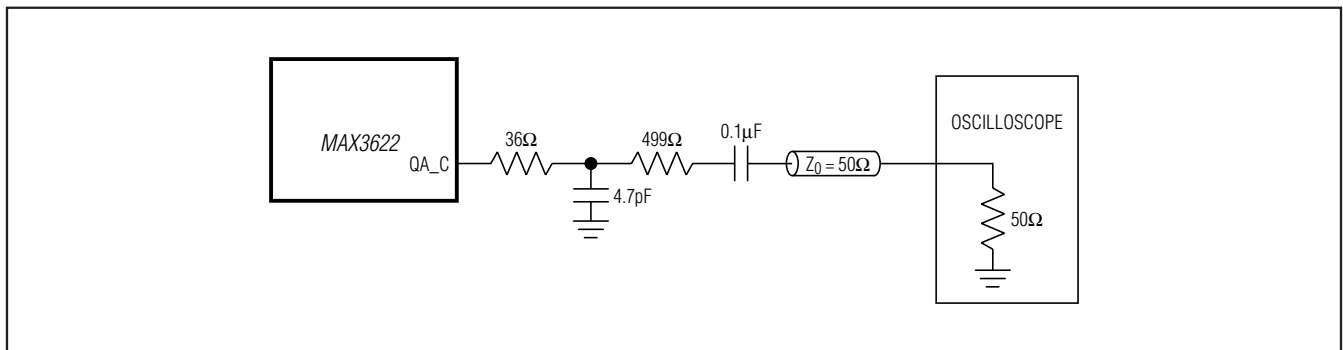 MAX3622
QA_C
36Ω
4.7pF
499Ω
0.1µF
Z0 = 50Ω
OSCILLOSCOPE
50Ω